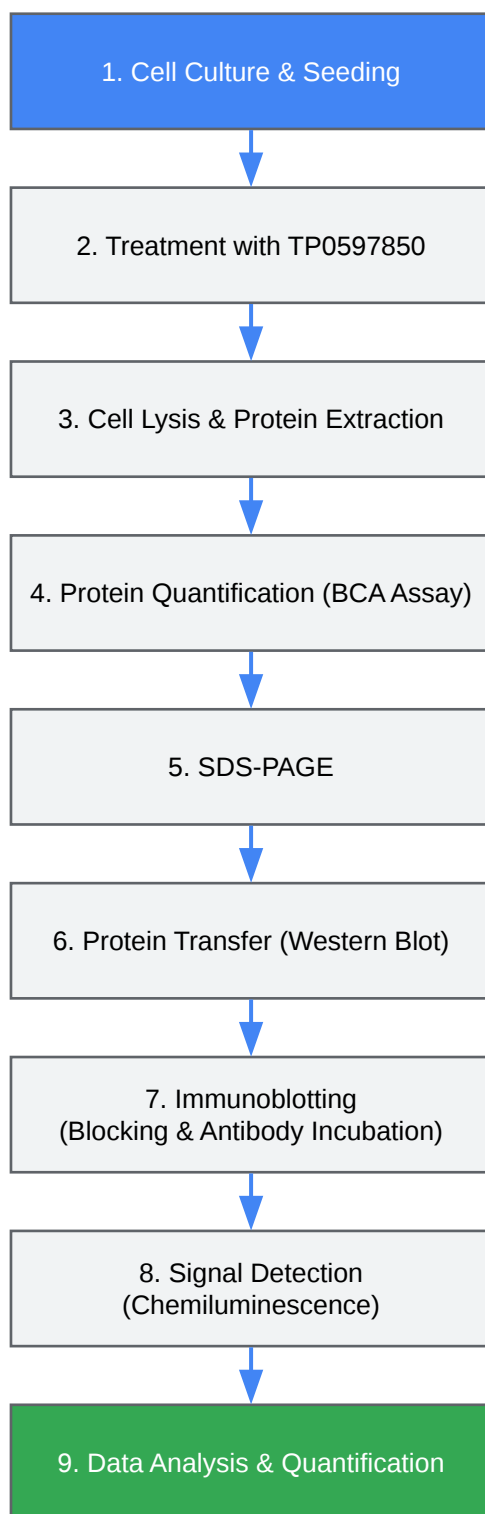 1. Cell Culture & Seeding
2. Treatment with TP0597850
3. Cell Lysis & Protein Extraction
4. Protein Quantification (BCA Assay)
5. SDS-PAGE
6. Protein Transfer (Western Blot)
7. Immunoblotting
(Blocking & Antibody Incubation)
8. Signal Detection
(Chemiluminescence)
9. Data Analysis & Quantification